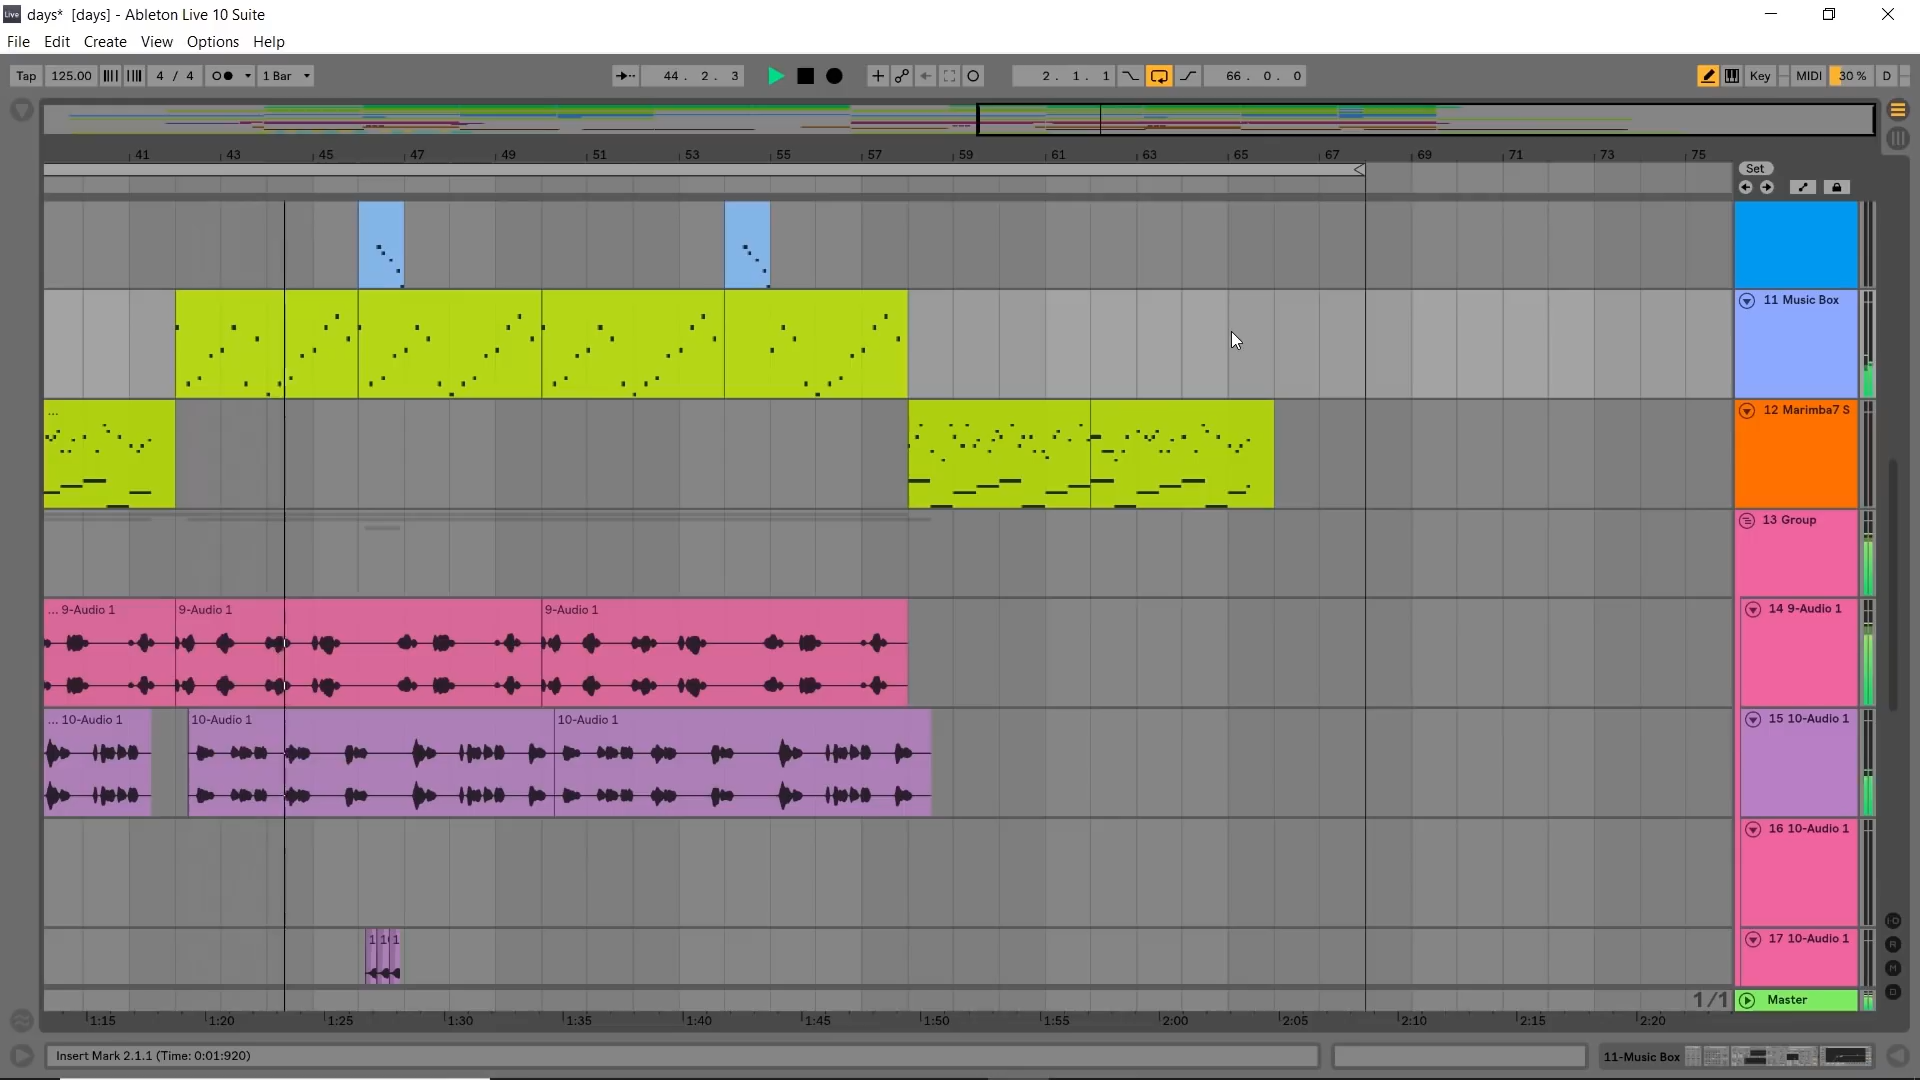 Live days* [days] - Ableton Live 10 Suite
File Edit Create View Options Help
Tap 125.00 4 / 4 1 Bar 44. 2. 3 2. 1. 1 66. 0. 0 Key MIDI 30 % D
41 43 45 47 49 51 53 55 57 59 61 63 65 67 69 71 73 75
Set
11 Music Box
... 12 Marimba7 S
13 Group
... 9-Audio 1 9-Audio 1 9-Audio 1 14 9-Audio 1
... 10-Audio 1 10-Audio 1 10-Audio 1 15 10-Audio 1
16 10-Audio 1
1 1( 1 17 10-Audio 1
1/1 Master
1:15 1:20 1:25 1:30 1:35 1:40 1:45 1:50 1:55 2:00 2:05 2:10 2:15 2:20
Insert Mark 2.1.1 (Time: 0:01:920) 11-Music Box